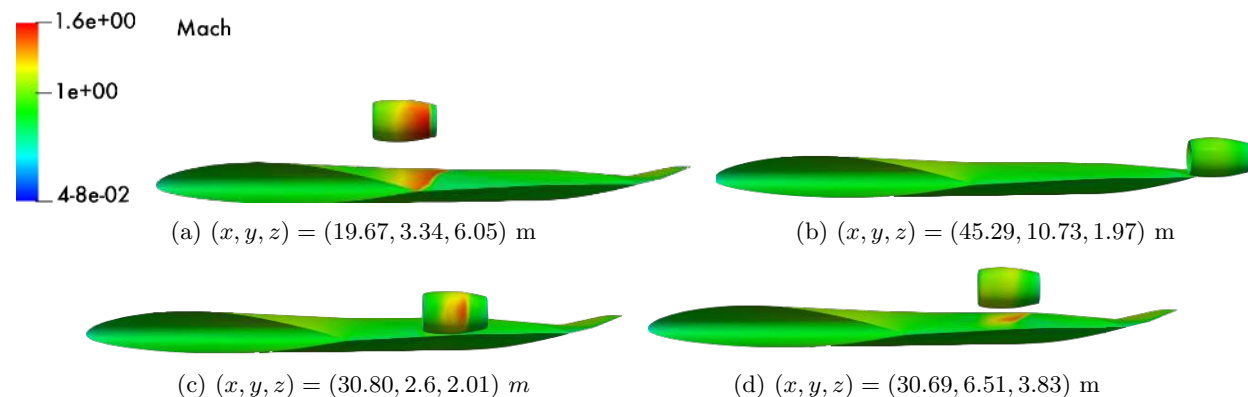 1.6e+00
Mach
1e+00
4.8e-02
(a) (x, y, z) = (19.67, 3.34, 6.05) m
(b) (x, y, z) = (45.29, 10.73, 1.97) m
(c) (x, y, z) = (30.80, 2.6, 2.01) m
(d) (x, y, z) = (30.69, 6.51, 3.83) m